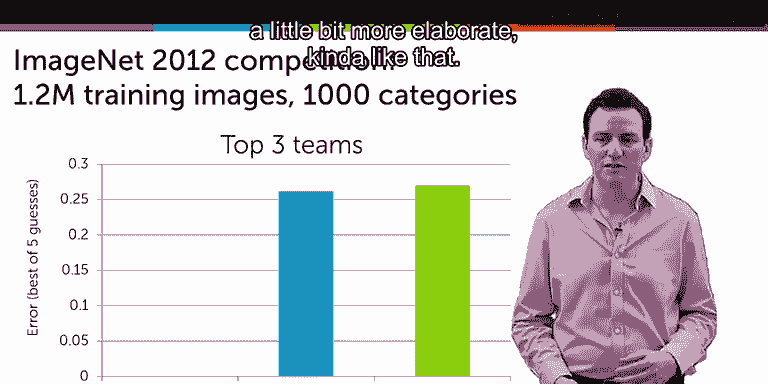 a little bit more elaborate,
kinda like that.
ImageNet 2012 competition:
1.2M training images, 1000 categories
Top 3 teams
Error (best of 5 guesses)
0.3
0.25
0.2
0.15
0.1
0.05
0